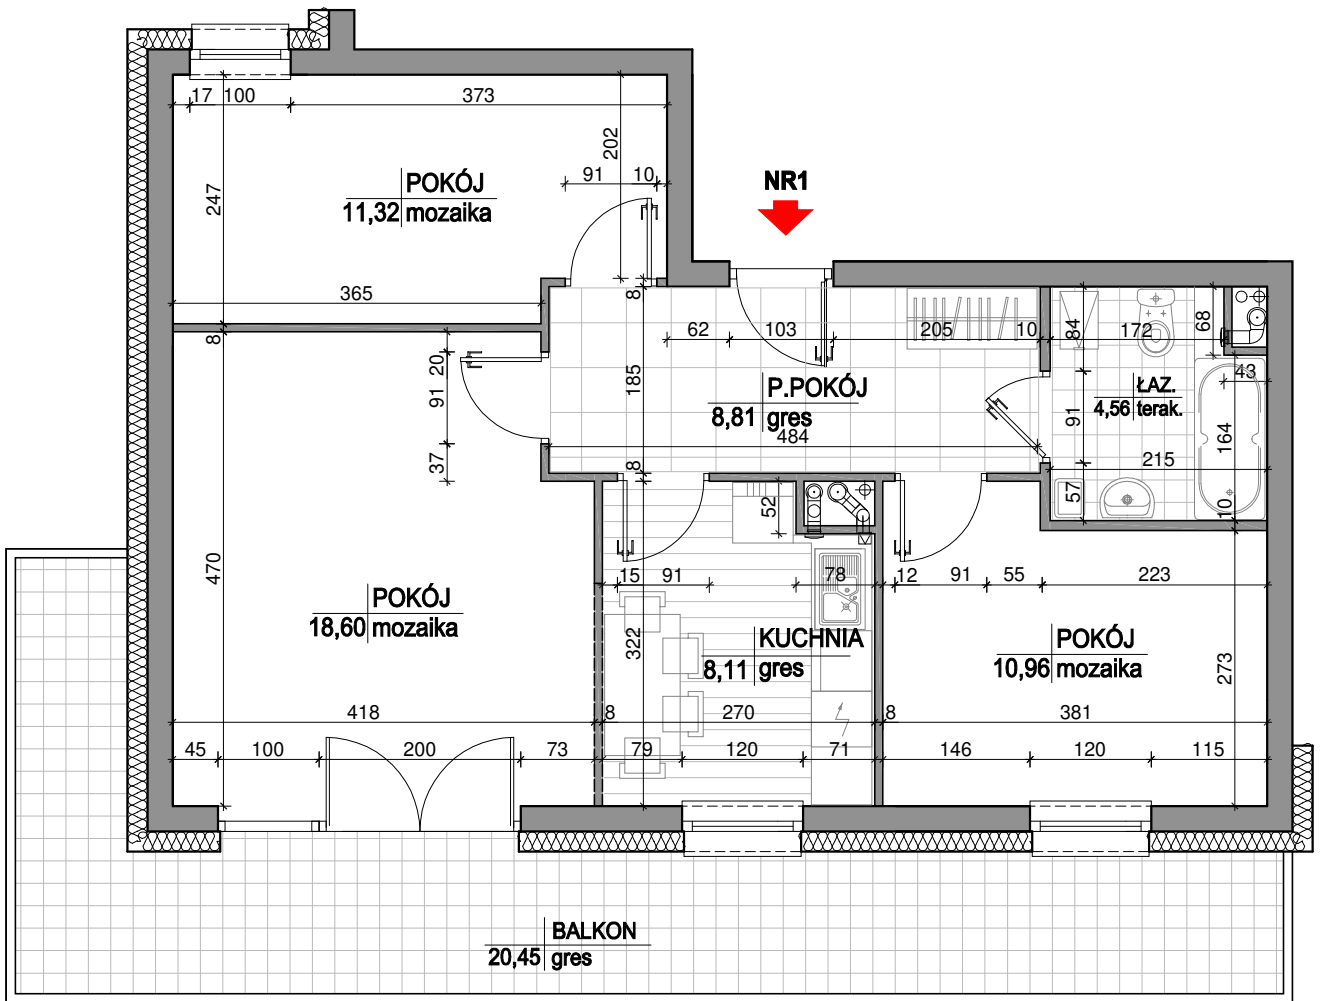 17 100 373
202
91 10
POKÓJ
11,32 mozaika
247
NR1
365
8
62 103 205 10
84 172 68
8
20
91
37
185
P.POKÓJ
8,81 gres
484
8
ŁAZ.
4,56 terak.
43
91
164
215
57
10
52
470
15 91 78
12 91 55 223
POKÓJ
18,60 mozaika
322
KUCHNIA
8,11 gres
POKÓJ
10,96 mozaika
273
418 8 270 8 381
45 100 200 73 79 120 71 146 120 115
BALKON
20,45 gres